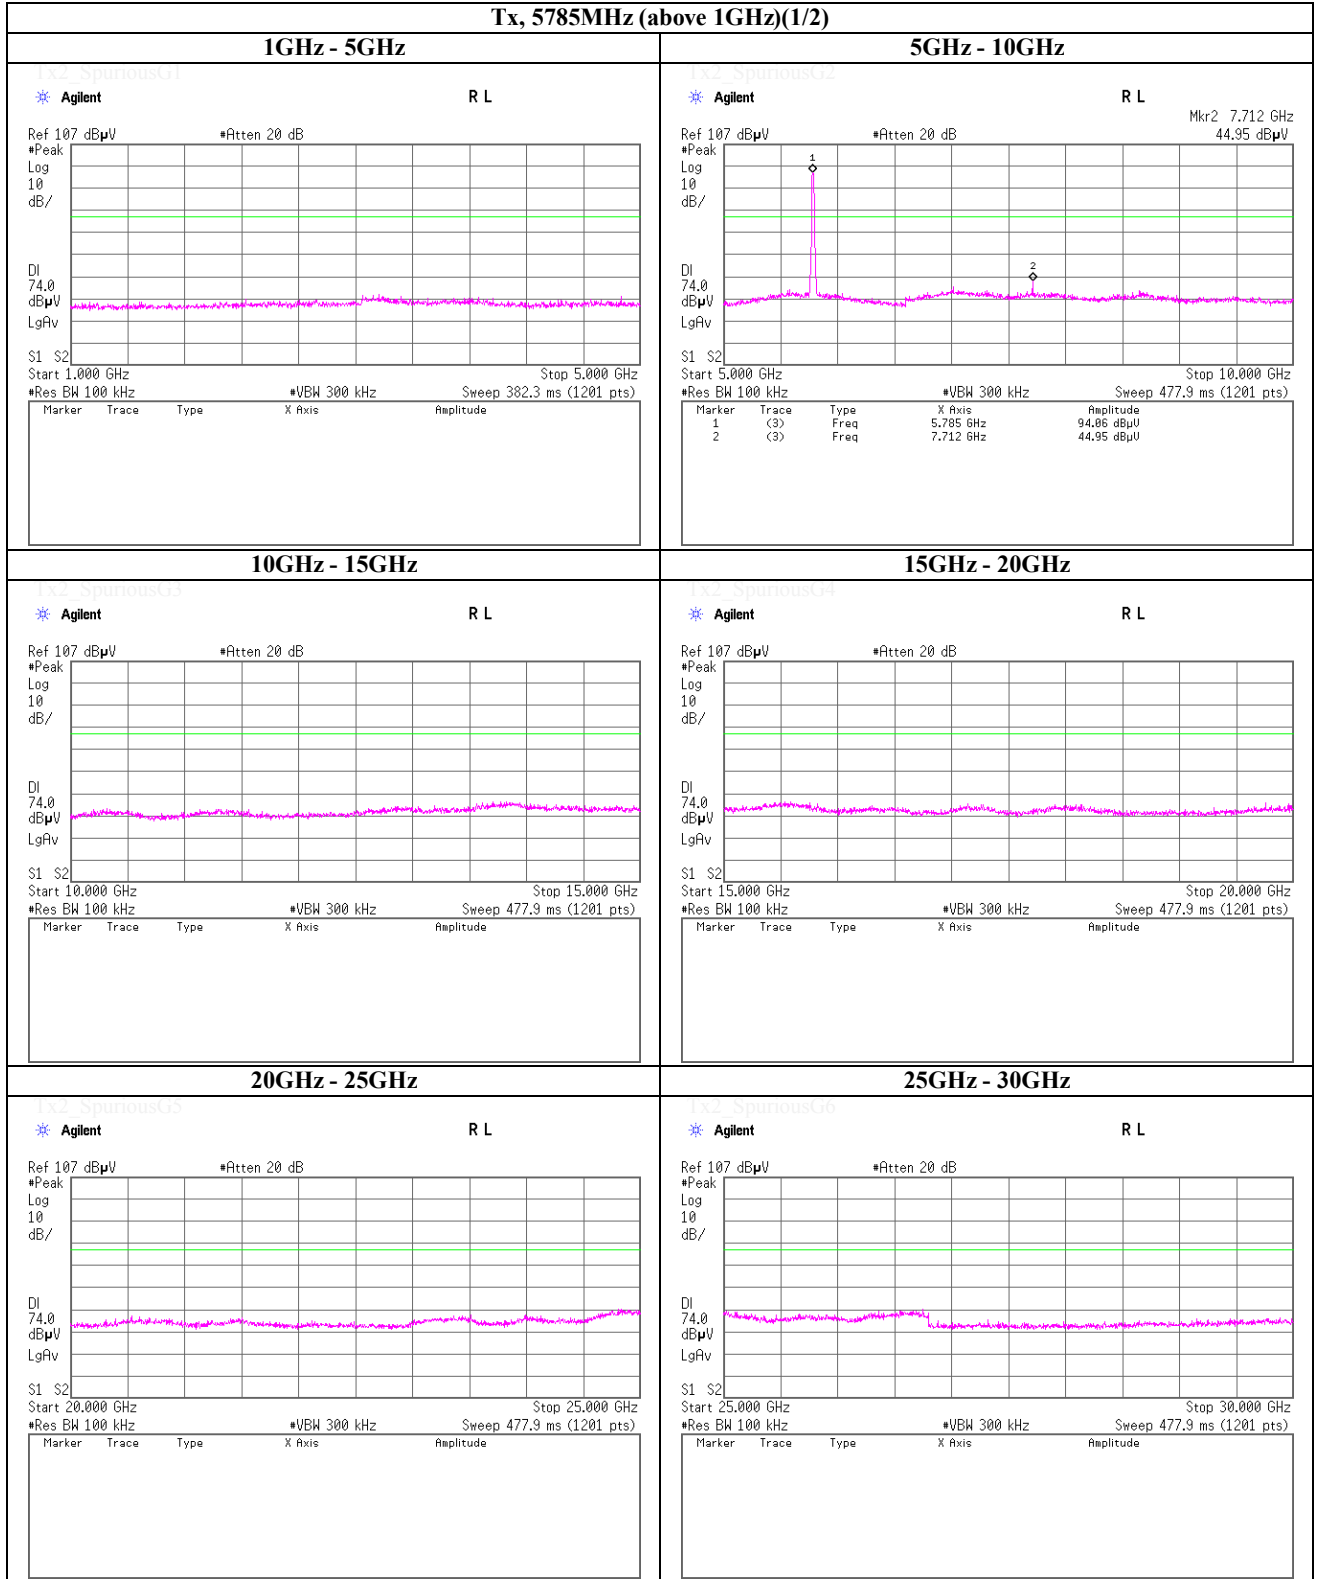 Tx, 5785MHz (above 1GHz)(1/2)
1GHz - 5GHz
Tx2_SpuriousG1
Agilent
R L
Ref 107 dBµV
#Atten 20 dB
#Peak
Log
10
dB/
DI
74.0
dBµV
LgAv
S1 S2
Start 1.000 GHz
Stop 5.000 GHz
#Res BW 100 kHz
#VBW 300 kHz
Sweep 382.3 ms (1201 pts)
Marker Trace Type X Axis Amplitude
5GHz - 10GHz
Tx2_SpuriousG2
Agilent
R L
Mkr2 7.712 GHz
Ref 107 dBµV
#Atten 20 dB
44.95 dBµV
#Peak
Log
10
dB/
1
2
DI
74.0
dBµV
LgAv
S1 S2
Start 5.000 GHz
Stop 10.000 GHz
#Res BW 100 kHz
#VBW 300 kHz
Sweep 477.9 ms (1201 pts)
Marker Trace Type X Axis Amplitude
1 (3) Freq 5.785 GHz 94.06 dBµV
2 (3) Freq 7.712 GHz 44.95 dBµV
10GHz - 15GHz
Tx2_SpuriousG3
Agilent
R L
Ref 107 dBµV
#Atten 20 dB
#Peak
Log
10
dB/
DI
74.0
dBµV
LgAv
S1 S2
Start 10.000 GHz
Stop 15.000 GHz
#Res BW 100 kHz
#VBW 300 kHz
Sweep 477.9 ms (1201 pts)
Marker Trace Type X Axis Amplitude
15GHz - 20GHz
Tx2_SpuriousG4
Agilent
R L
Ref 107 dBµV
#Atten 20 dB
#Peak
Log
10
dB/
DI
74.0
dBµV
LgAv
S1 S2
Start 15.000 GHz
Stop 20.000 GHz
#Res BW 100 kHz
#VBW 300 kHz
Sweep 477.9 ms (1201 pts)
Marker Trace Type X Axis Amplitude
20GHz - 25GHz
Tx2_SpuriousG5
Agilent
R L
Ref 107 dBµV
#Atten 20 dB
#Peak
Log
10
dB/
DI
74.0
dBµV
LgAv
S1 S2
Start 20.000 GHz
Stop 25.000 GHz
#Res BW 100 kHz
#VBW 300 kHz
Sweep 477.9 ms (1201 pts)
Marker Trace Type X Axis Amplitude
25GHz - 30GHz
Tx2_SpuriousG6
Agilent
R L
Ref 107 dBµV
#Atten 20 dB
#Peak
Log
10
dB/
DI
74.0
dBµV
LgAv
S1 S2
Start 25.000 GHz
Stop 30.000 GHz
#Res BW 100 kHz
#VBW 300 kHz
Sweep 477.9 ms (1201 pts)
Marker Trace Type X Axis Amplitude